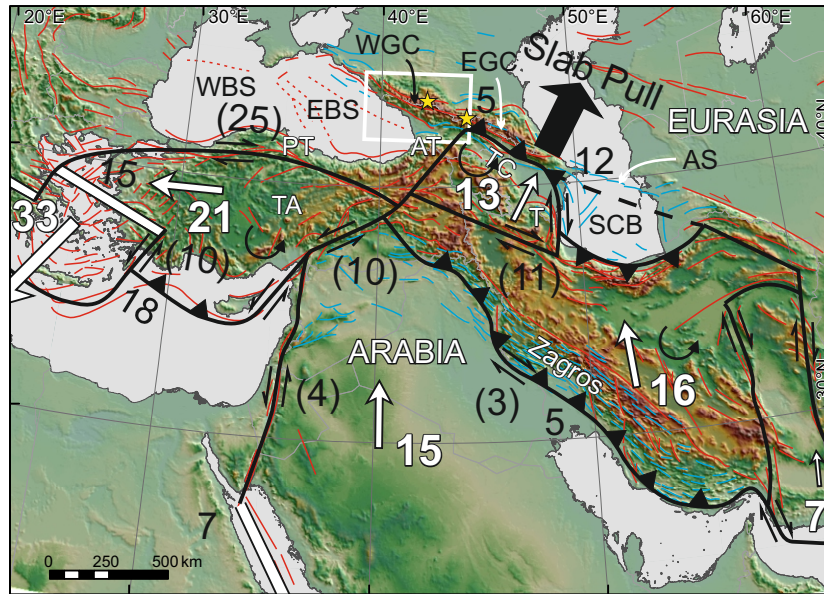 20°E
30°E
40°E
50°E
WGC
EGC
Slab Pull
WBS
EBS
5
EURASIA
40°N
(25)
PT
AT
TC
12
AS
15
33
21
TA
13
T
SCB
(10)
18
(10)
(11)
ARABIA
Zagros
30°N
(4)
(3)
16
15
5
7
7
0 250 500 km